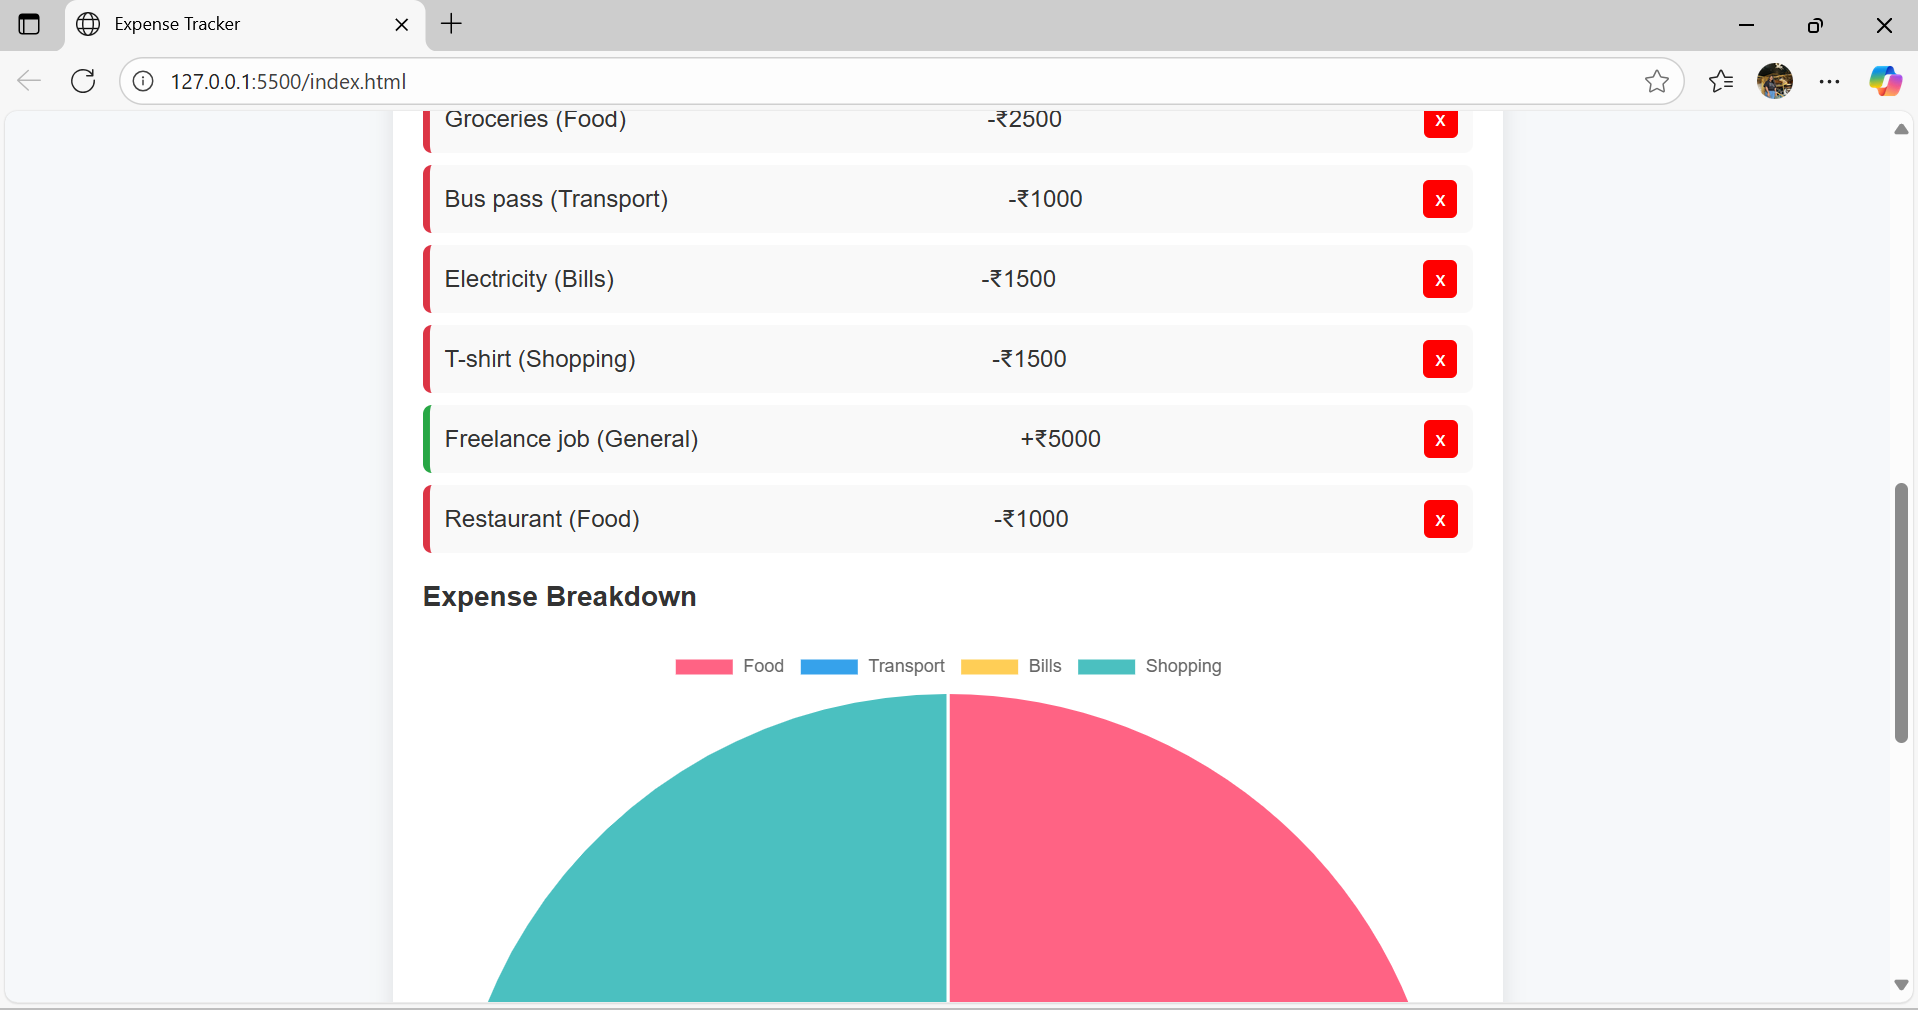 Expense Tracker
127.0.0.1:5500/index.html
Groceries (Food) -₹2500 x
Bus pass (Transport) -₹1000 x
Electricity (Bills) -₹1500 x
T-shirt (Shopping) -₹1500 x
Freelance job (General) +₹5000 x
Restaurant (Food) -₹1000 x
Expense Breakdown
Food Transport Bills Shopping